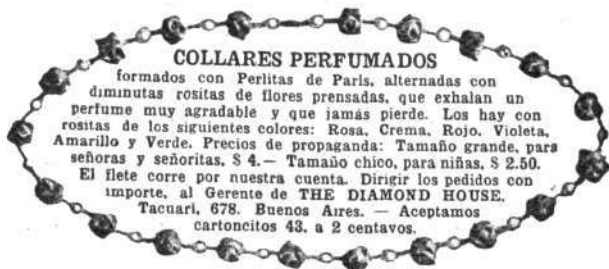 COLLARES PERFUMADOS
formados con Perlitas de Paris, alternadas con
diminutas rositas de flores prensadas, que exhalan un
perfume muy agradable y que jamás pierde. Los hay con
rositas de los siguientes colores: Rosa, Crema, Rojo, Violeta,
Amarillo y Verde. Precios de propaganda: Tamaño grande, para
señoras y señoritas, $ 4.— Tamaño chico, para niñas, $ 2.50.
El flete corre por nuestra cuenta. Dirigir los pedidos con
importe, al Gerente de THE DIAMOND HOUSE.
Tacuarí, 678. Buenos Aires. — Aceptamos
cartoncitos 43, a 2 centavos.